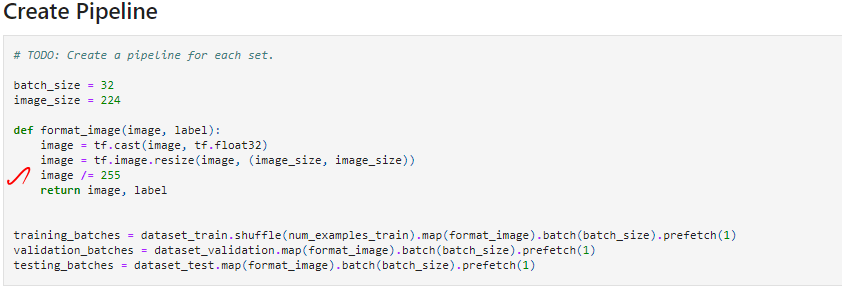 Create Pipeline
# TODO: Create a pipeline for each set.
batch_size = 32
image_size = 224
def format_image(image, label):
    image = tf.cast(image, tf.float32)
    image = tf.image.resize(image, (image_size, image_size))
    image /= 255
    return image, label
training_batches = dataset_train.shuffle(num_examples_train).map(format_image).batch(batch_size).prefetch(1)
validation_batches = dataset_validation.map(format_image).batch(batch_size).prefetch(1)
testing_batches = dataset_test.map(format_image).batch(batch_size).prefetch(1)